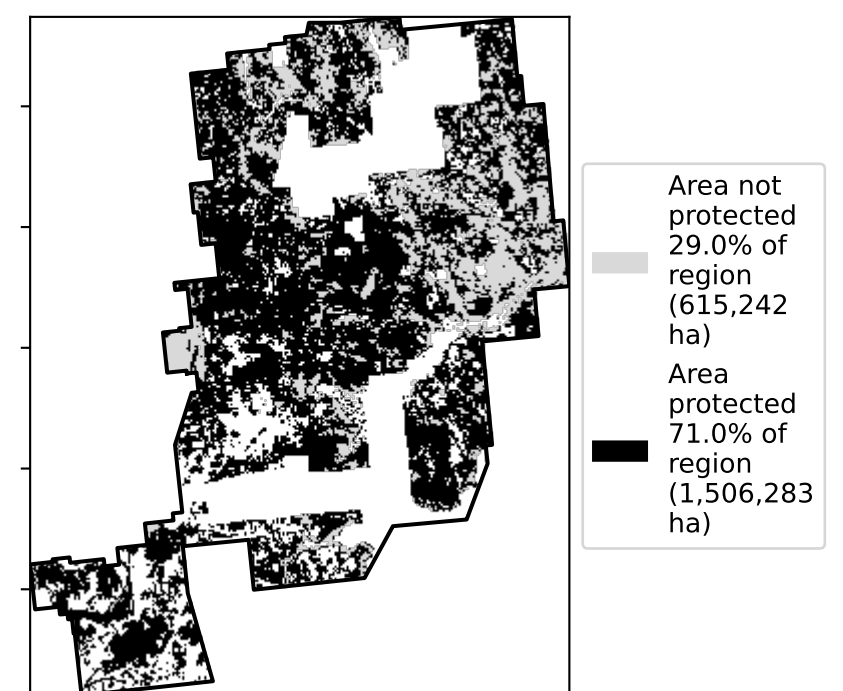 Area not
protected
29.0% of
region
(615,242
ha)
Area
protected
71.0% of
region
(1,506,283
ha)